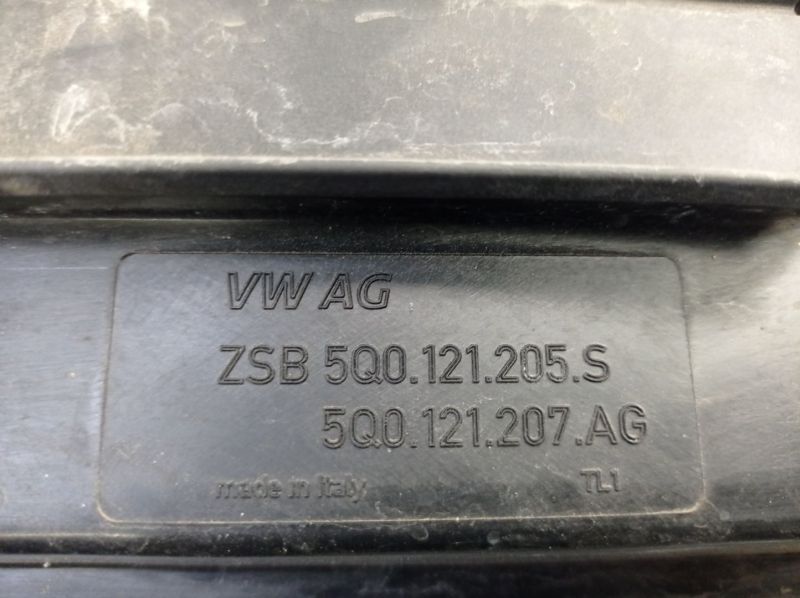 VW AG
ZSB 5Q0.121.205.S
5Q0.121.207.AG
made in italy
TL1